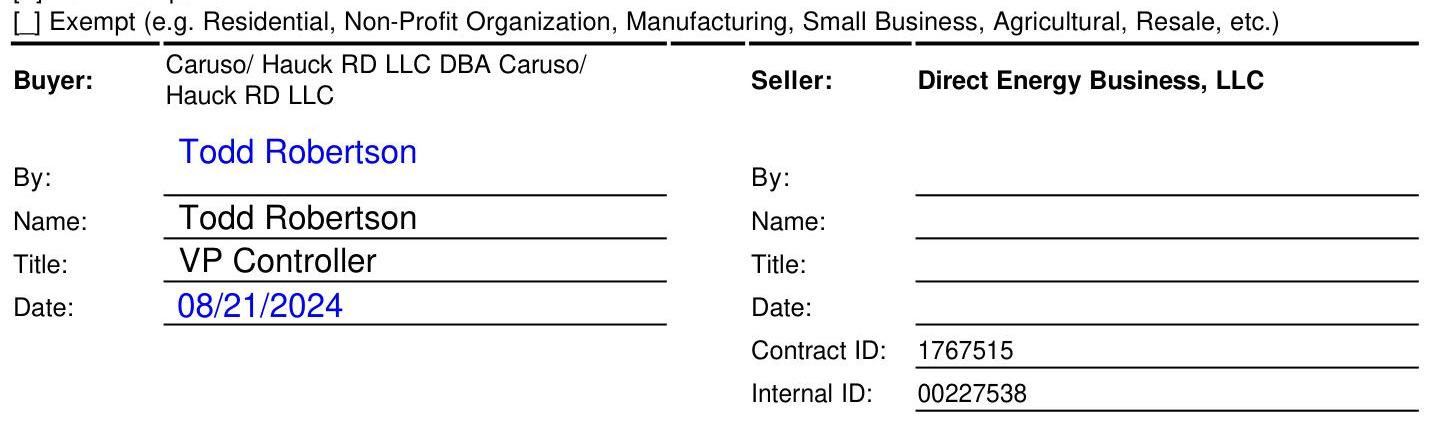 [_] Exempt (e.g. Residential, Non-Profit Organization, Manufacturing, Small Business, Agricultural, Resale, etc.)
Buyer: Caruso/ Hauck RD LLC DBA Caruso/ Hauck RD LLC
Seller: Direct Energy Business, LLC
By: Todd Robertson
By:
Name: Todd Robertson
Name:
Title: VP Controller
Title:
Date: 08/21/2024
Date:
Contract ID: 1767515
Internal ID: 00227538